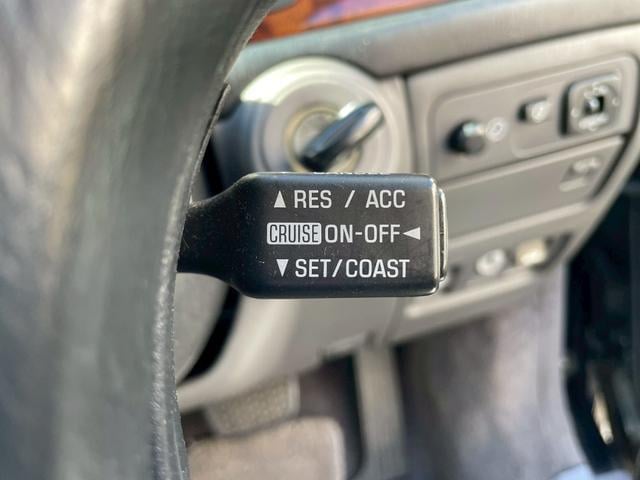 ▲ RES / ACC
CRUISE ON-OFF ◄
▼ SET/COAST